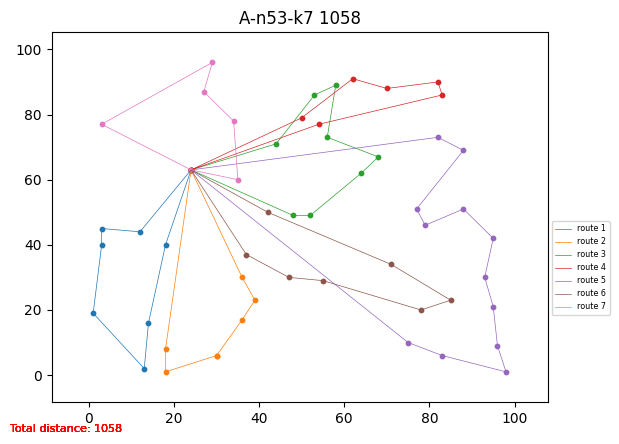 A-n53-k7 1058
100
80
60
40
20
0
0 20 40 60 80 100
route 1
route 2
route 3
route 4
route 5
route 6
route 7
Total distance: 1058